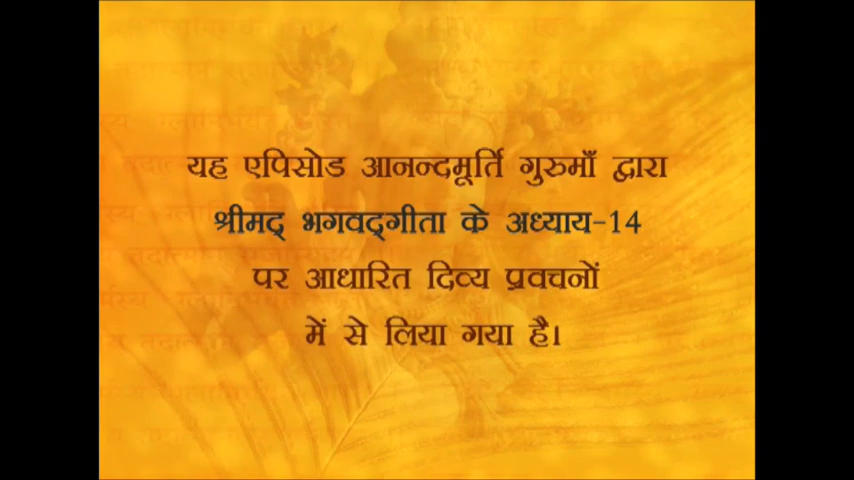 यह एपिसोड आनन्दमूर्ति गुरुमाँ द्वारा
श्रीमद् भगवद्गीता के अध्याय-14
पर आधारित दिव्य प्रवचनों
में से लिया गया है।